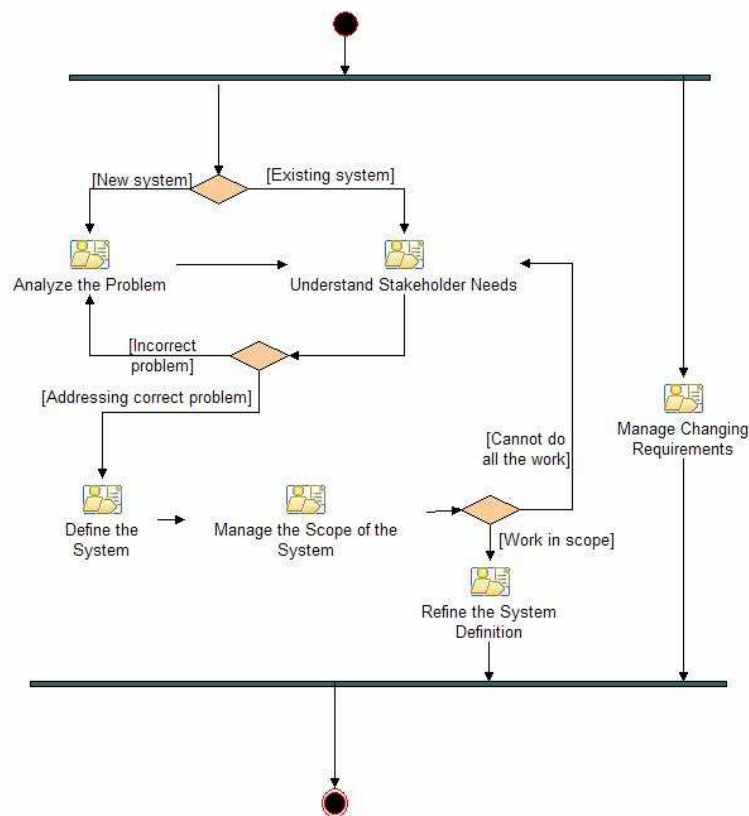 [New system]
[Existing system]
Analyze the Problem
Understand Stakeholder Needs
[Incorrect
problem]
[Addressing correct problem]
Manage Changing
Requirements
[Cannot do
all the work]
Define the
System
Manage the Scope of the
System
[Work in scope]
Refine the System
Definition